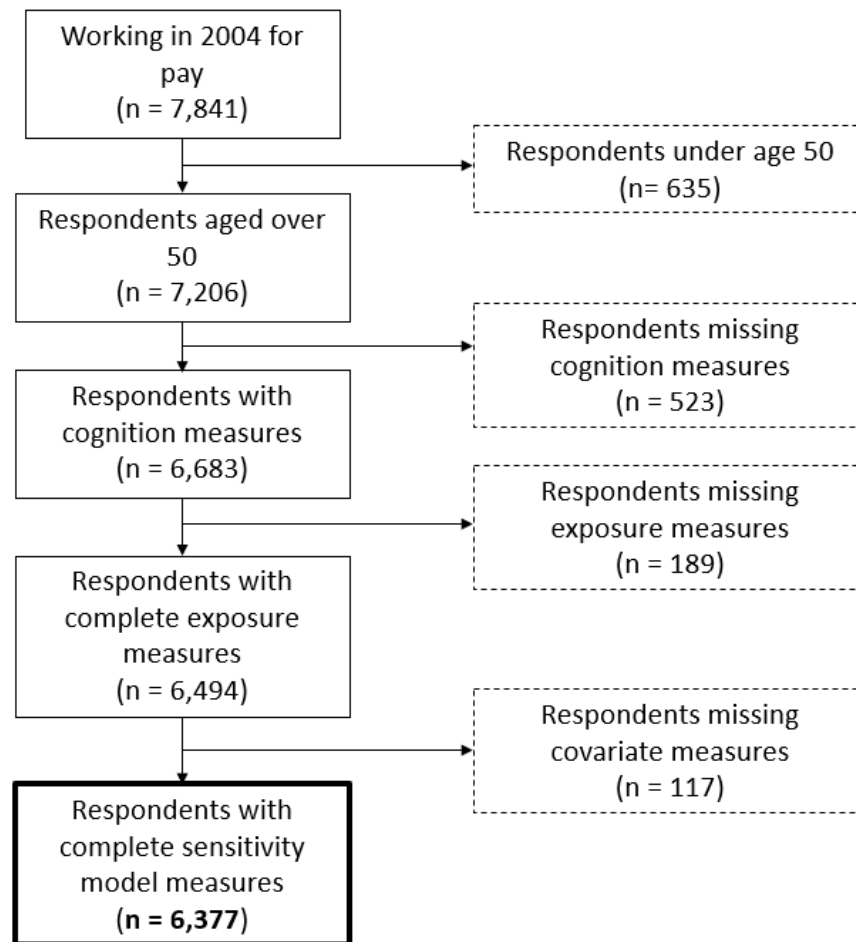 Working in 2004 for
pay
(n = 7,841)
Respondents under age 50
(n= 635)
Respondents aged over
50
(n = 7,206)
Respondents missing
cognition measures
(n = 523)
Respondents with
cognition measures
(n = 6,683)
Respondents missing
exposure measures
(n = 189)
Respondents with
complete exposure
measures
(n = 6,494)
Respondents missing
covariate measures
(n = 117)
Respondents with
complete sensitivity
model measures
(n = 6,377)